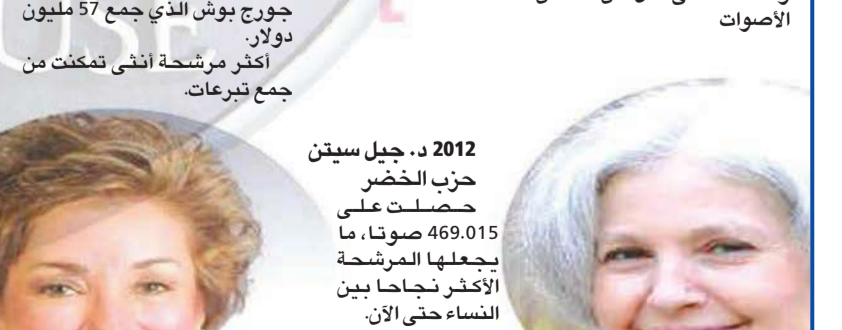 الأصوات
جورج بوش الذي جمع 57 مليون
دولار.
أكثر مرشحة أنثى تمكنت من
جمع تبرعات.
2012 د. جيل سيتن
حزب الخضر
حصلت على
469.015 صوتا، ما
يجعلها المرشحة
الأكثر نجاحا بين
النساء حتى الآن.